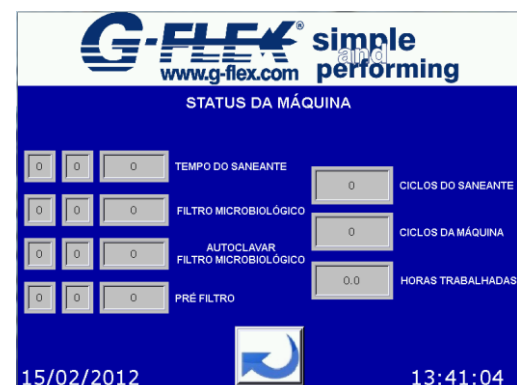 G-FLEX® simple
and
www.g-flex.com performing
STATUS DA MÁQUINA
0 0 0 TEMPO DO SANEANTE
0 CICLOS DO SANEANTE
0 0 0 FILTRO MICROBIOLÓGICO
0 CICLOS DA MÁQUINA
0 0 0 AUTOCLAVAR
FILTRO MICROBIOLÓGICO
0.0 HORAS TRABALHADAS
0 0 0 PRÉ FILTRO
15/02/2012 13:41:04